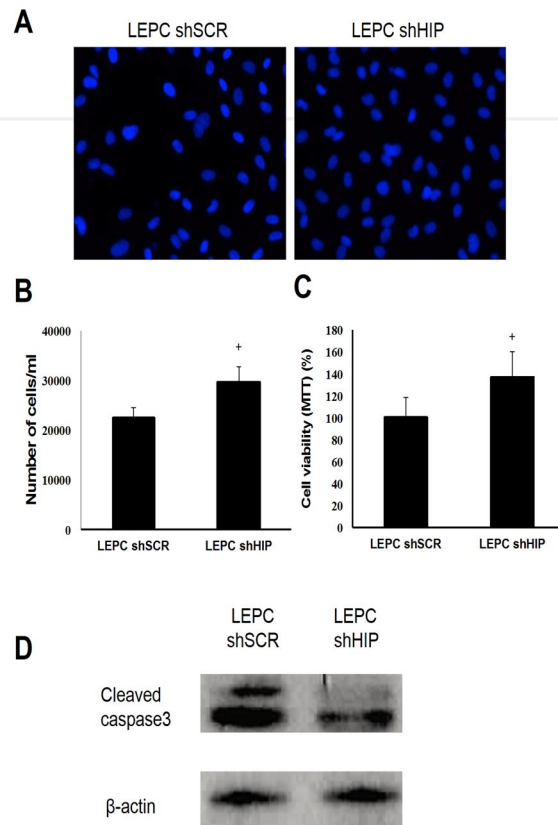 A
LEPC shSCR
LEPC shHIP
B
Number of cells/ml
40000
30000
20000
10000
0
+
LEPC shSCR
LEPC shHIP
C
Cell viability (MTT) (%)
180
160
140
120
100
80
60
40
20
0
+
LEPC shSCR
LEPC shHIP
D
LEPC
shSCR
LEPC
shHIP
Cleaved
caspase3
β-actin